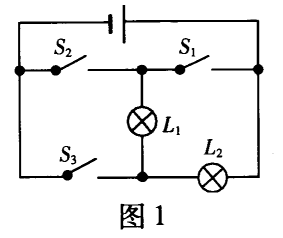 S₂ S₁
L₁
S₃ L₂
图1